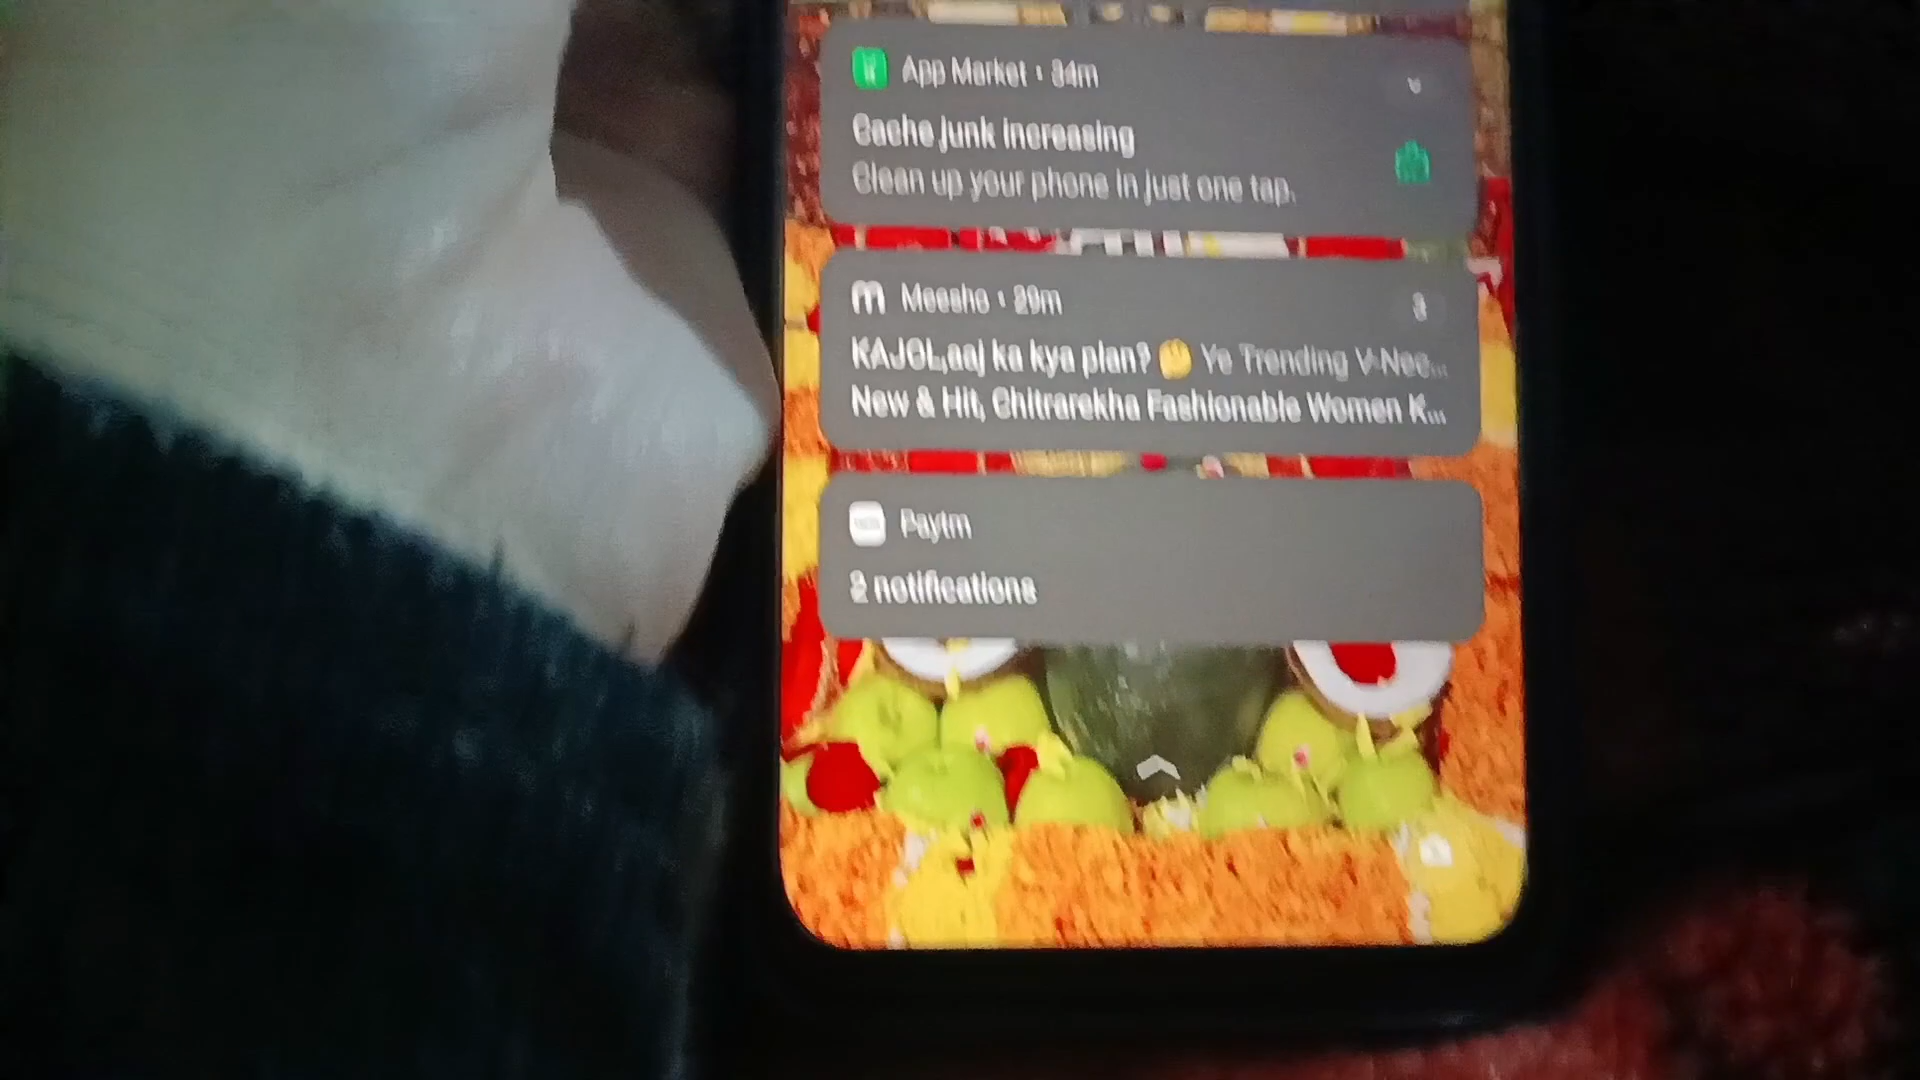 App Market • 34m
Cache junk increasing
Clean up your phone in just one tap.
Meesho • 29m
3
KAJOL,aaj ka kya plan? 🤔 Ye Trending V-Nec...
New & Hit, Chitrarekha Fashionable Women K...
Paytm
2 notifications